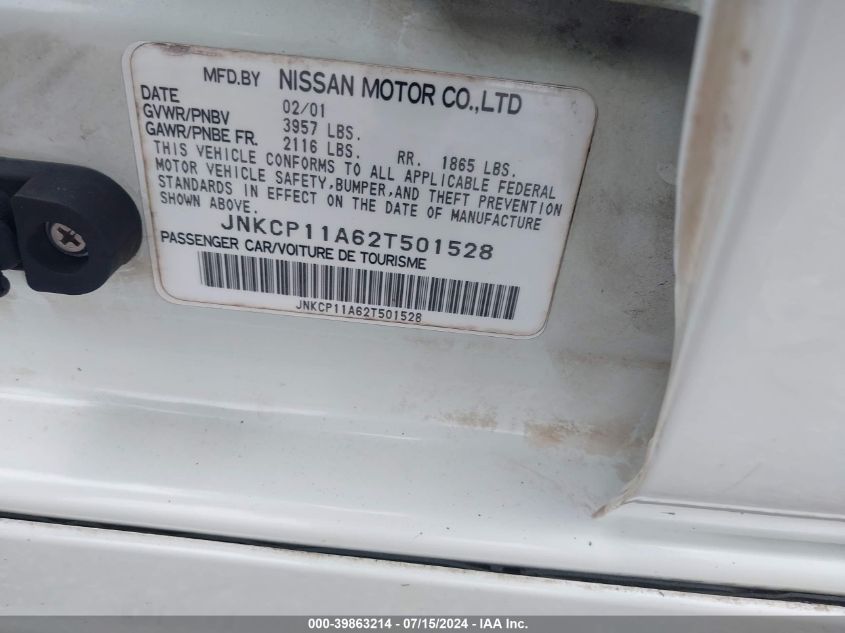 MFD.BY NISSAN MOTOR CO.,LTD
DATE 02/01
GVWR/PNBV 3957 LBS.
GAWR/PNBE FR. 2116 LBS. RR. 1865 LBS.
THIS VEHICLE CONFORMS TO ALL APPLICABLE FEDERAL
MOTOR VEHICLE SAFETY,BUMPER,AND THEFT PREVENTION
STANDARDS IN EFFECT ON THE DATE OF MANUFACTURE
SHOWN ABOVE.
JNKCP11A62T501528
PASSENGER CAR/VOITURE DE TOURISME
JNKCP11A62T501528
000-39863214 - 07/15/2024 - IAA Inc.